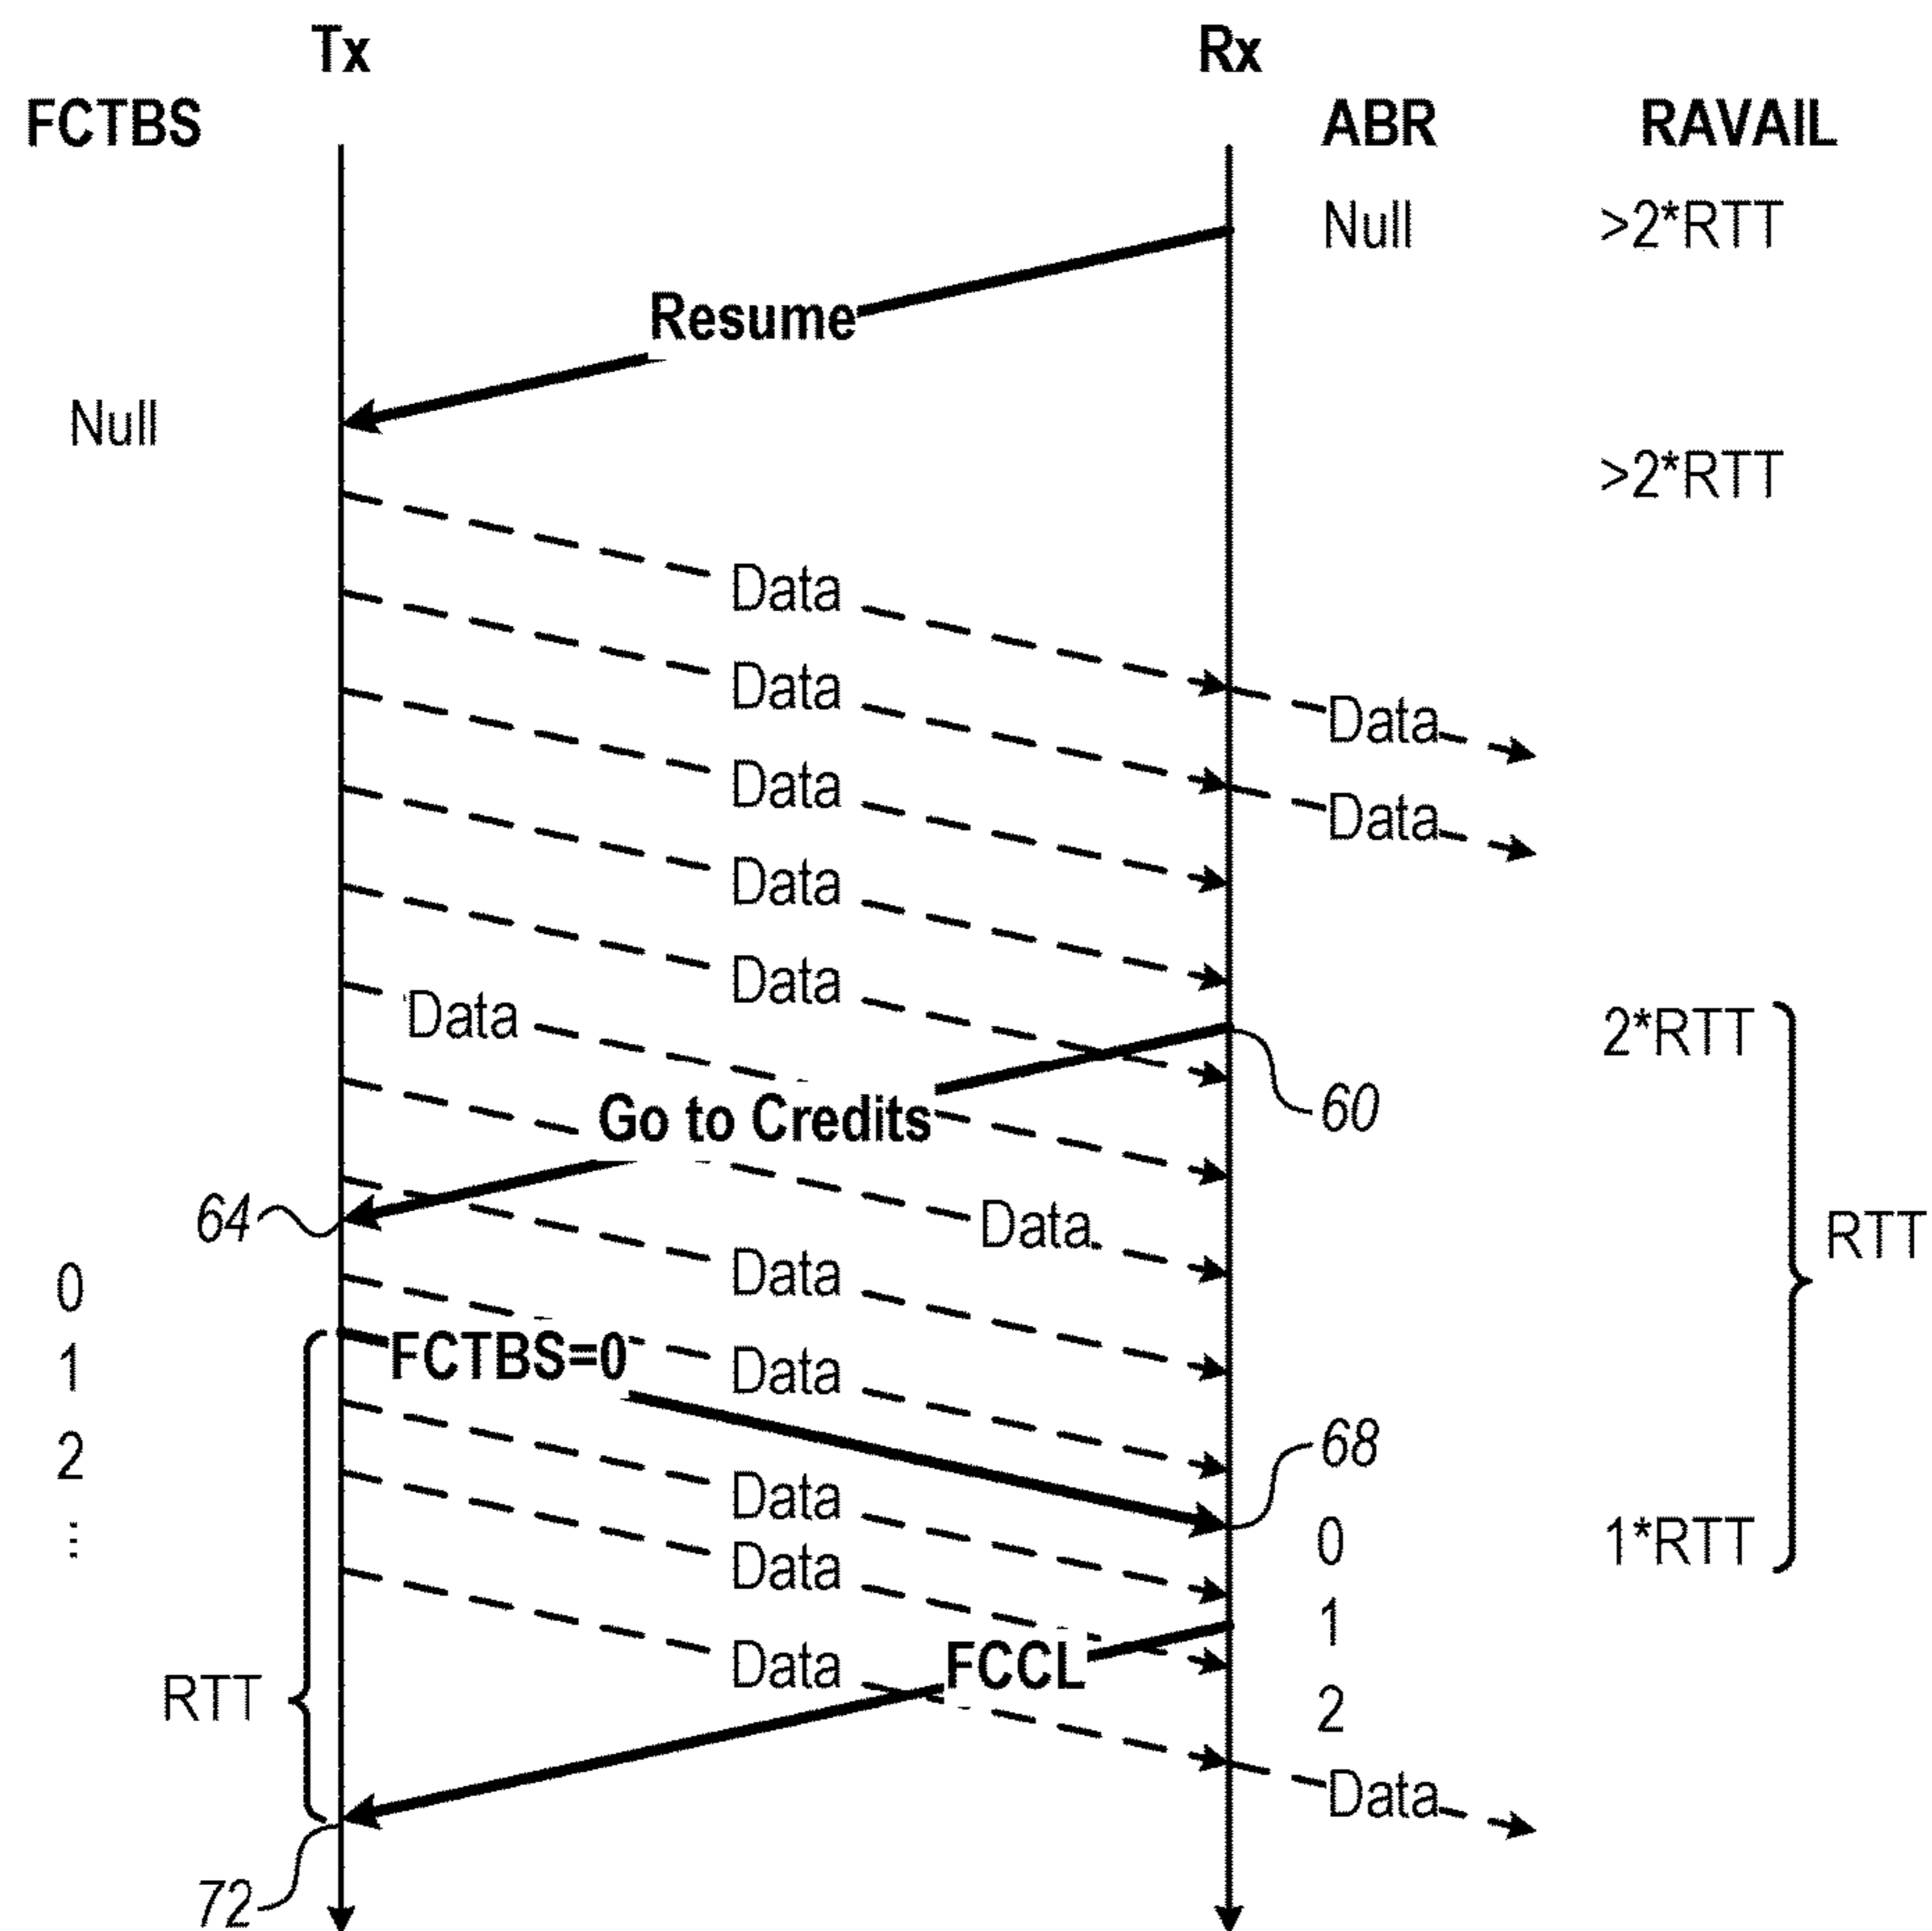 Tx Rx
FCTBS ABR RAVAIL
Null >2*RTT
Resume
Null
>2*RTT
Data
Data
Data
Data
Data
Data
Data
Data
Data 2*RTT
60
Go to Credits
64 Data RTT
Data
0
FCTBS=0
1 Data
68
2
Data
... 0 1*RTT
Data
1
Data FCCL
RTT 2
Data
72